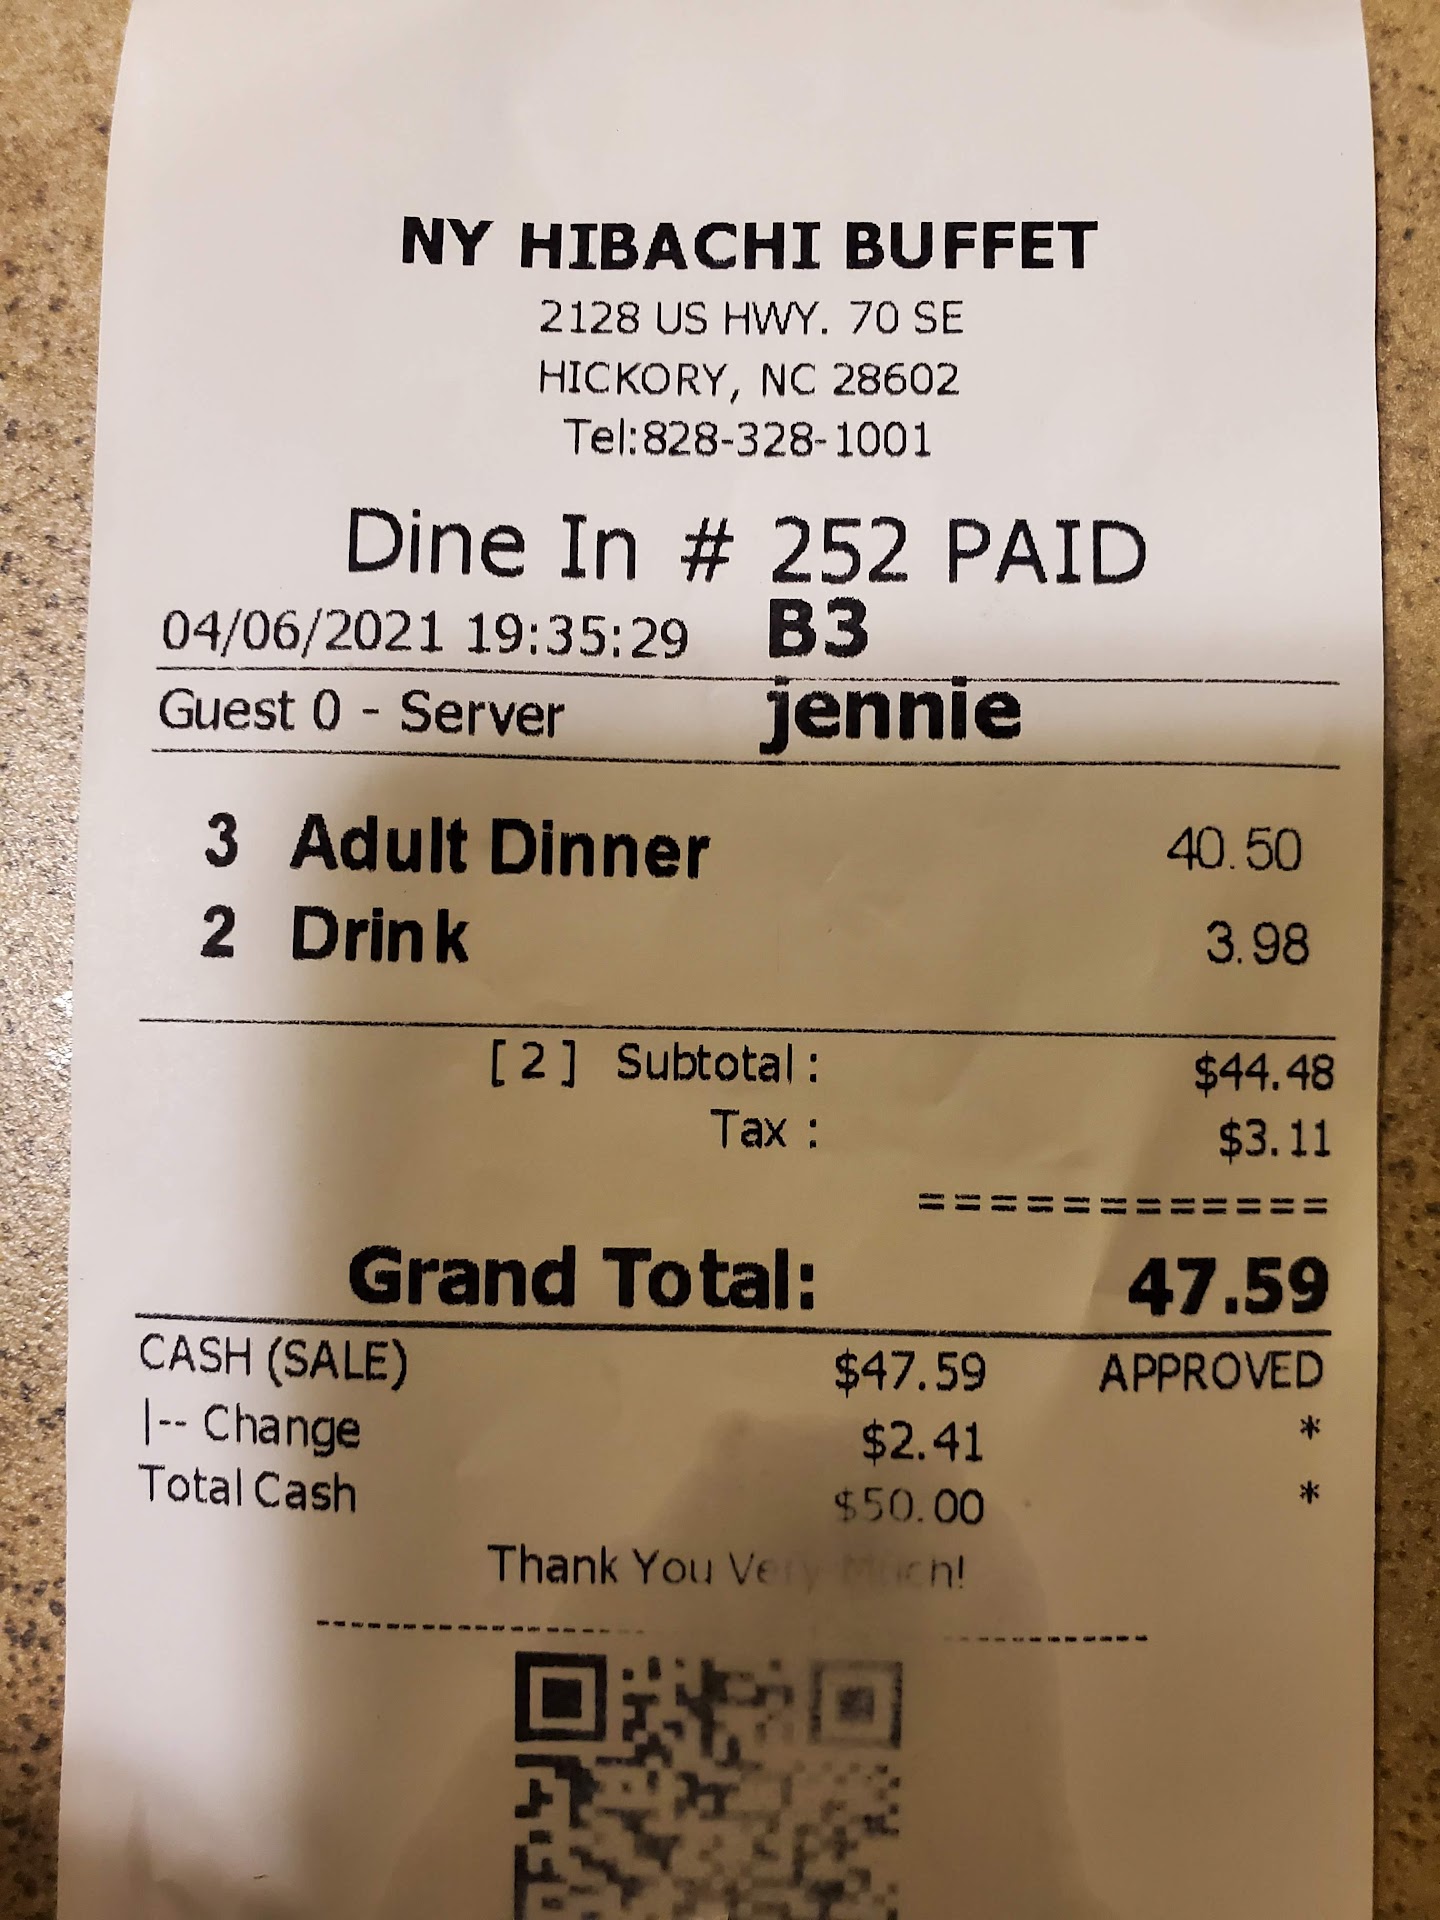 NY HIBACHI BUFFET
2128 US HWY. 70 SE
HICKORY, NC 28602
Tel:828-328-1001
Dine In # 252 PAID
04/06/2021 19:35:29 B3
Guest 0 - Server jennie
3 Adult Dinner 40.50
2 Drink 3.98
[ 2 ] Subtotal : $44.48
Tax : $3.11
============
Grand Total: 47.59
CASH (SALE) $47.59 APPROVED
|-- Change $2.41 *
Total Cash $50.00 *
Thank You Very Much!